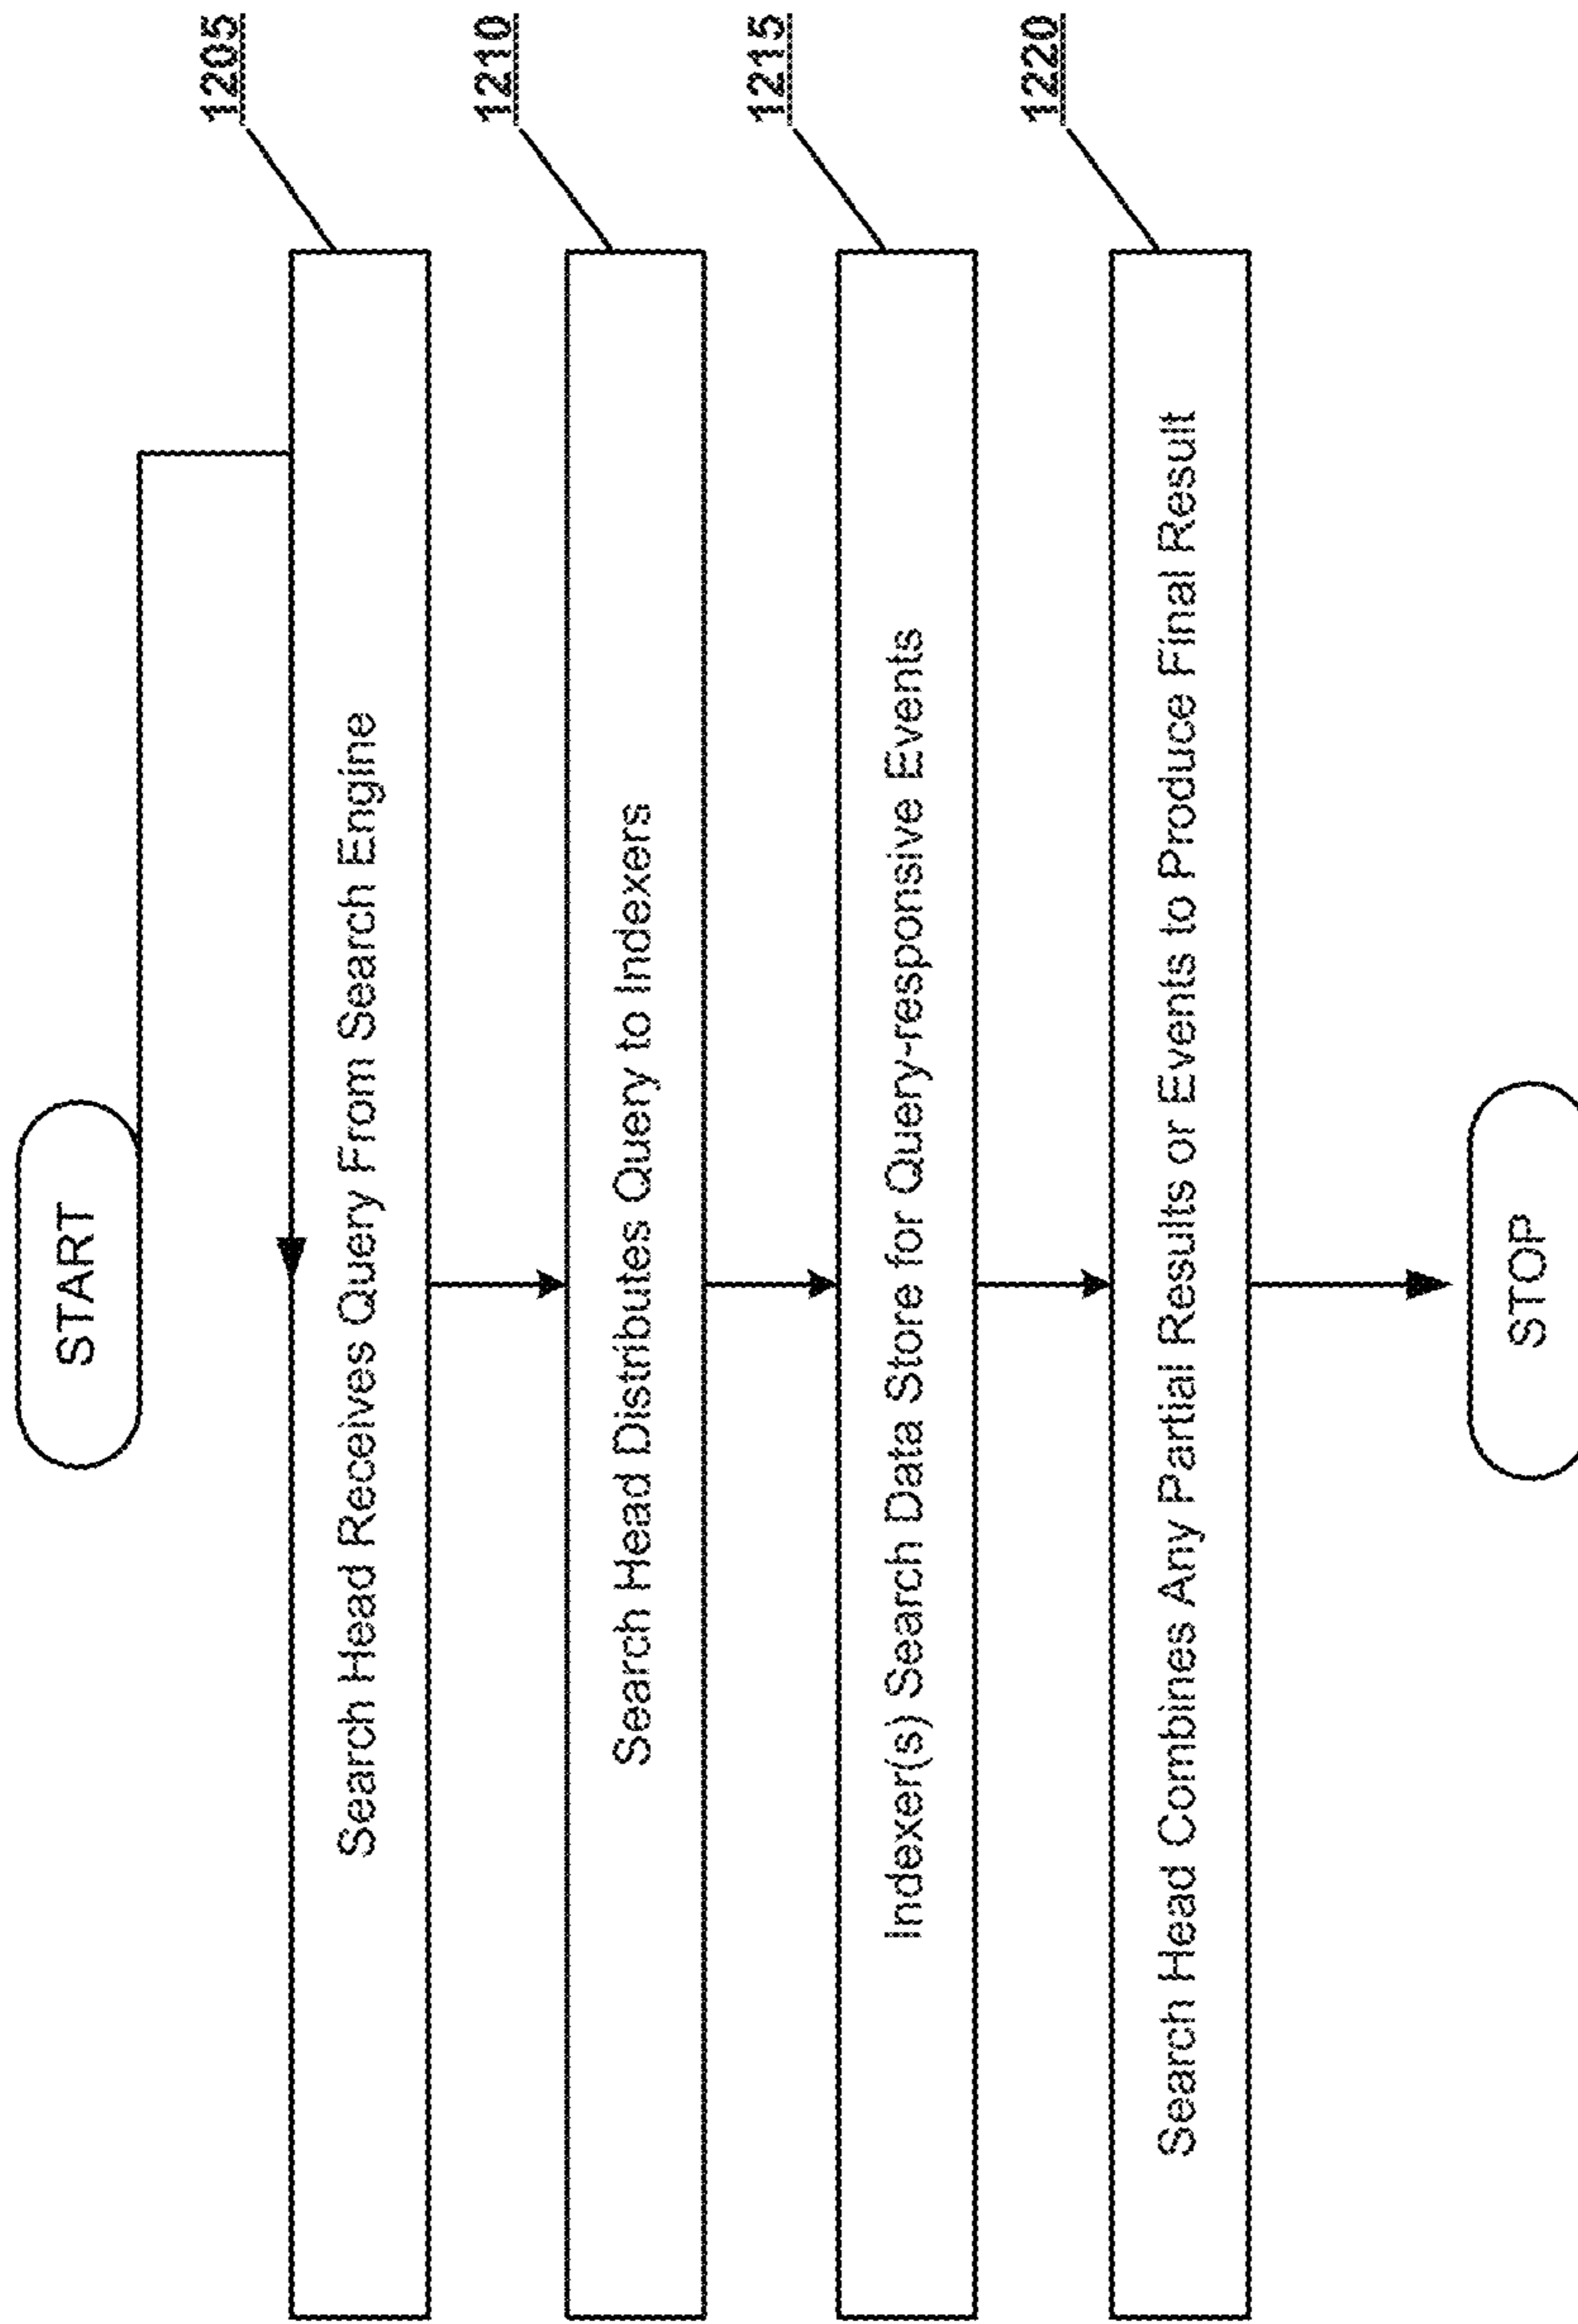 START
1205
Search Head Receives Query From Search Engine
1210
Search Head Distributes Query to Indexers
1215
Indexer(s) Search Data Store for Query-responsive Events
1220
Search Head Combines Any Partial Results or Events to Produce Final Result
STOP